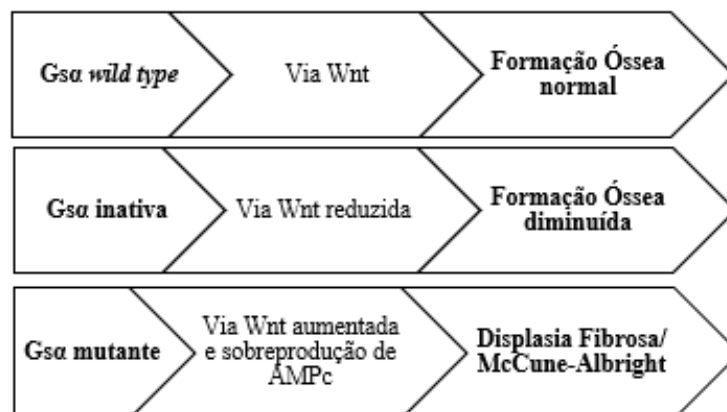 Gsα wild type
Via Wnt
Formação Óssea
normal
Gsα inativa
Via Wnt reduzida
Formação Óssea
diminuída
Gsα mutante
Via Wnt aumentada
e sobreprodução de
AMPc
Displasia Fibrosa/
McCune-Albright